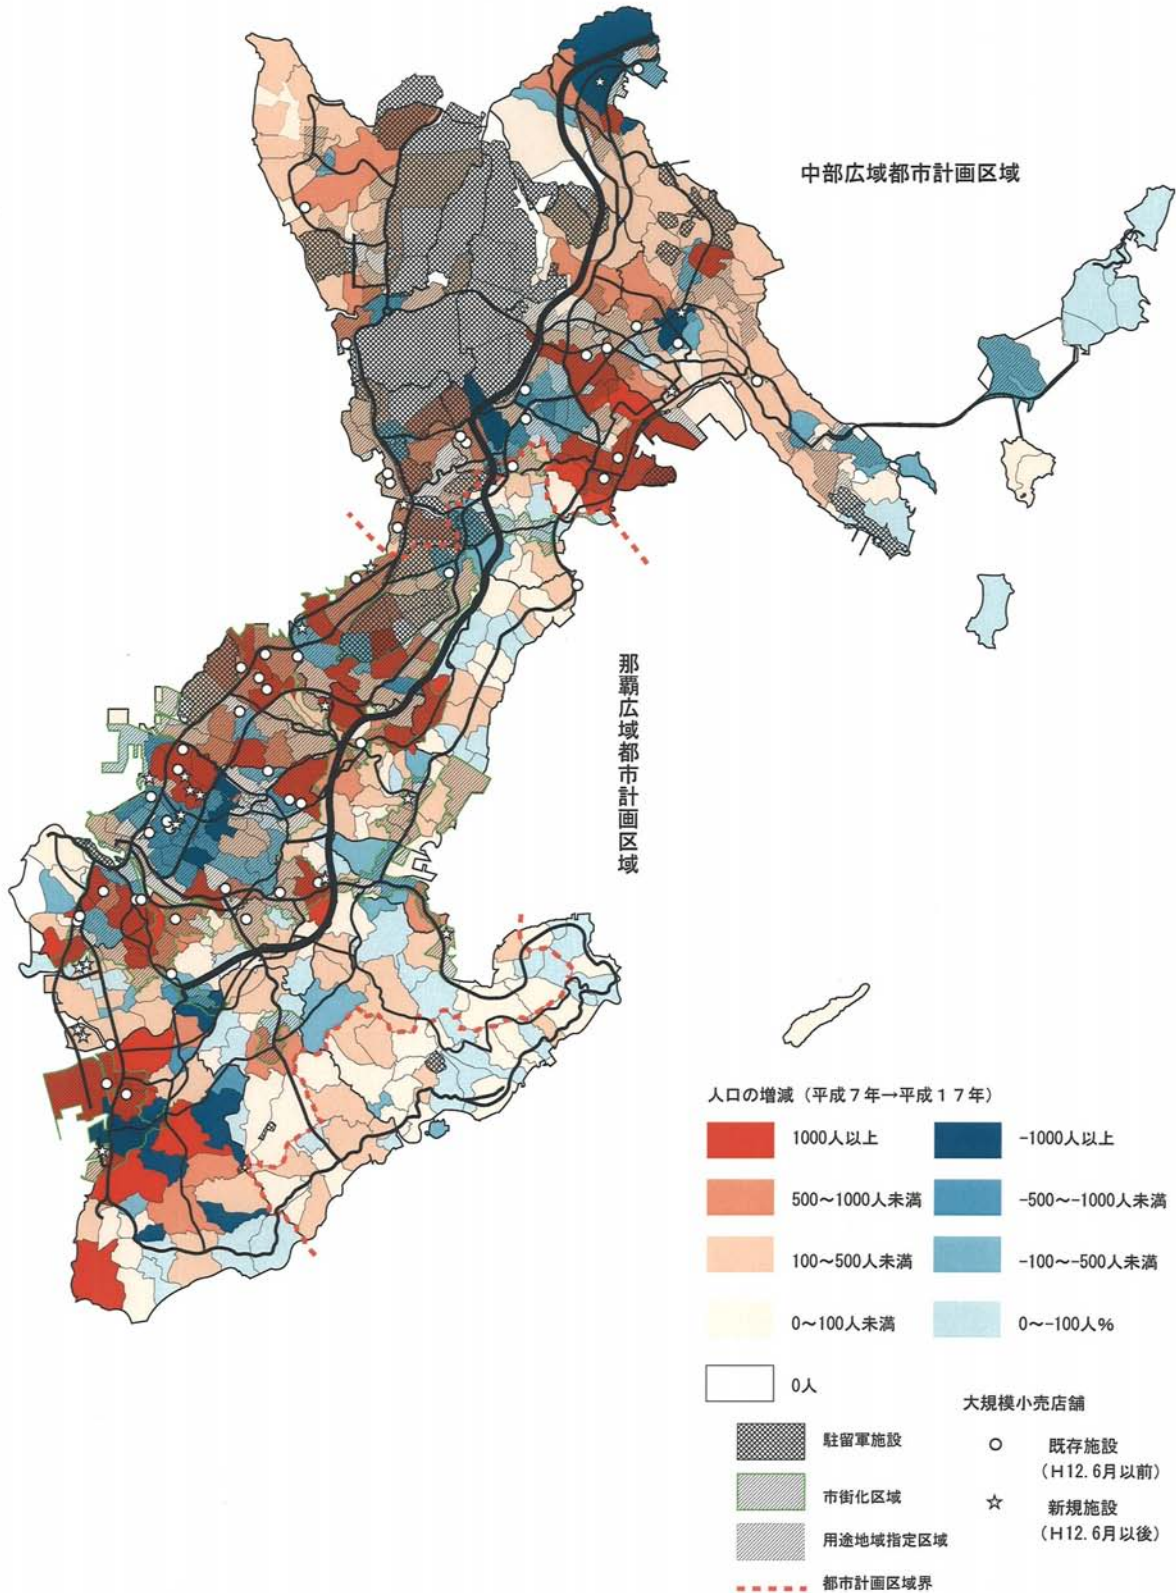 中部広域都市計画区域
那覇広域都市計画区域
人口の増減（平成7年→平成17年）
1000人以上
-1000人以上
500～1000人未満
-500～-1000人未満
100～500人未満
-100～-500人未満
0～100人未満
0～-100人%
0人
大規模小売店舗
駐留軍施設
既存施設
（H12.6月以前）
市街化区域
新規施設
（H12.6月以後）
用途地域指定区域
都市計画区域界